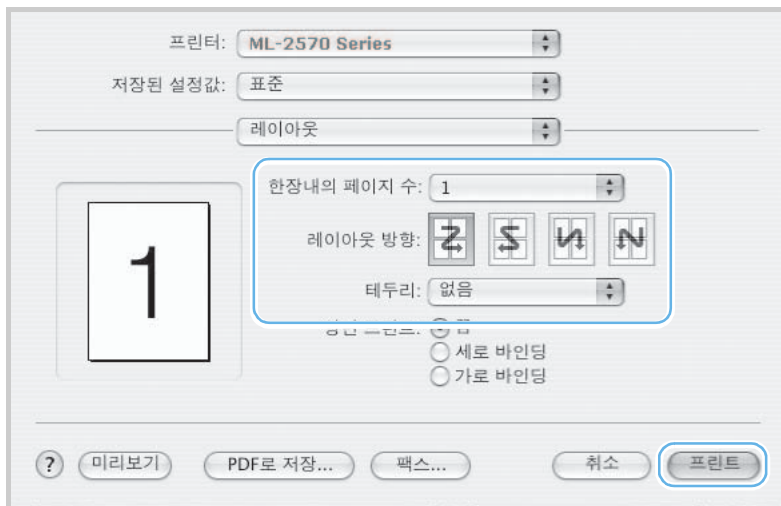 프린터: ML-2570 Series
저장된 설정값: 표준
레이아웃
한장내의 페이지 수: 1
레이아웃 방향:
1
테두리: 없음
세로 바인딩
가로 바인딩
? 미리보기 PDF로 저장... 팩스... 취소 프린트